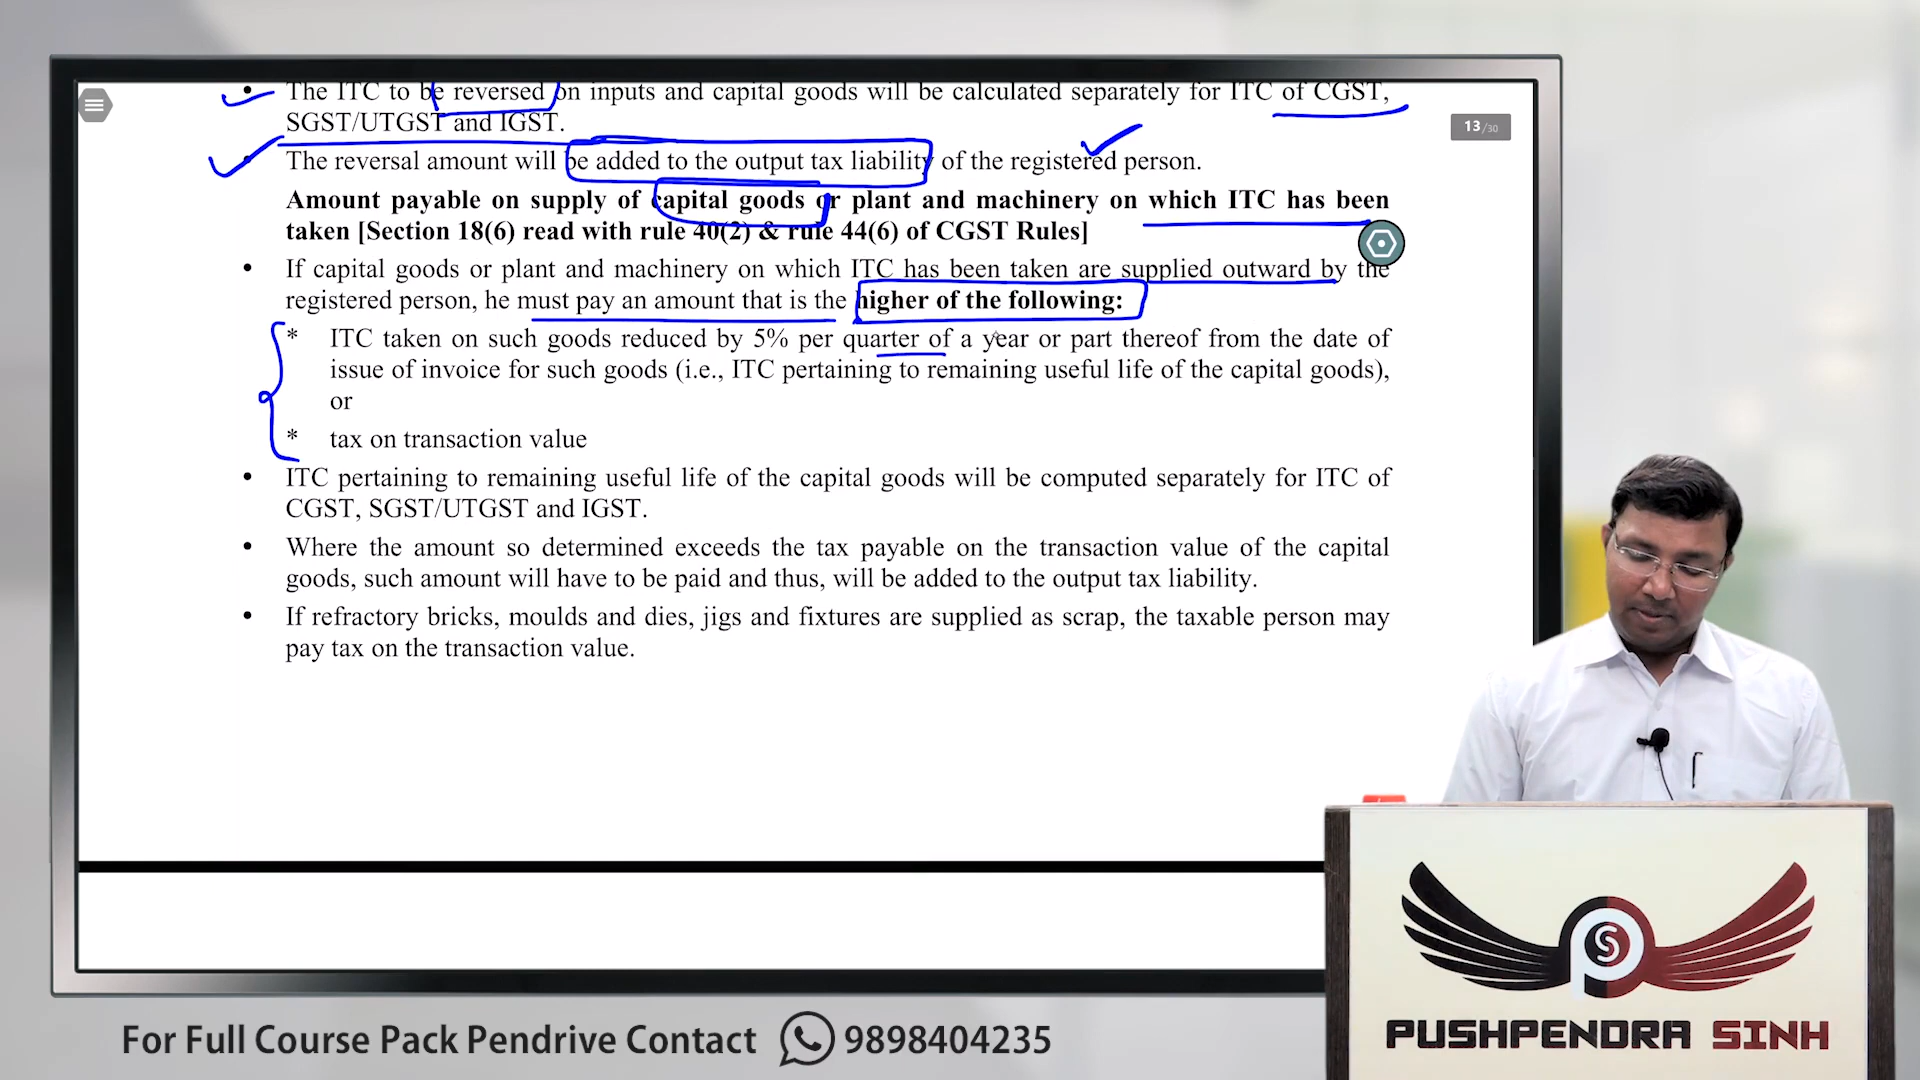 • The ITC to be reversed on inputs and capital goods will be calculated separately for ITC of CGST,
SGST/UTGST and IGST.
13/30
• The reversal amount will be added to the output tax liability of the registered person.
Amount payable on supply of capital goods or plant and machinery on which ITC has been
taken [Section 18(6) read with rule 40(2) & rule 44(6) of CGST Rules]
• If capital goods or plant and machinery on which ITC has been taken are supplied outward by the
registered person, he must pay an amount that is the higher of the following:
* ITC taken on such goods reduced by 5% per quarter of a year or part thereof from the date of
issue of invoice for such goods (i.e., ITC pertaining to remaining useful life of the capital goods),
or
* tax on transaction value
• ITC pertaining to remaining useful life of the capital goods will be computed separately for ITC of
CGST, SGST/UTGST and IGST.
• Where the amount so determined exceeds the tax payable on the transaction value of the capital
goods, such amount will have to be paid and thus, will be added to the output tax liability.
• If refractory bricks, moulds and dies, jigs and fixtures are supplied as scrap, the taxable person may
pay tax on the transaction value.
PS
PUSHPENDRA SINH
For Full Course Pack Pendrive Contact 9898404235